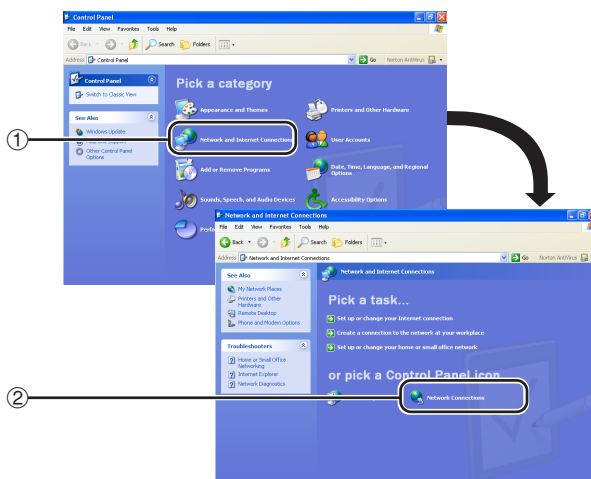 Control Panel
File Edit View Favorites Tools Help
Back Search Folders
Address Control Panel Go Norton AntiVirus
Control Panel
Switch to Classic View
See Also
Windows Update
Help and Support
Other Control Panel
Options
Pick a category
Appearance and Themes
Printers and Other Hardware
① Network and Internet Connections
User Accounts
Add or Remove Programs
Date, Time, Language, and Regional
Options
Sounds, Speech, and Audio Devices
Accessibility Options
Perfo
Network and Internet Connections
File Edit View Favorites Tools Help
Back Search Folders
Address Network and Internet Connections Go Norton AntiVirus
See Also
My Network Places
Printers and Other
Hardware
Remote Desktop
Phone and Modem Options
Troubleshooters
Home or Small Office
Networking
Internet Explorer
Network Diagnostics
Network and Internet Connections
Pick a task...
Set up or change your Internet connection
Create a connection to the network at your workplace
Set up or change your home or small office network
or pick a Control Panel icon
② Network Connections